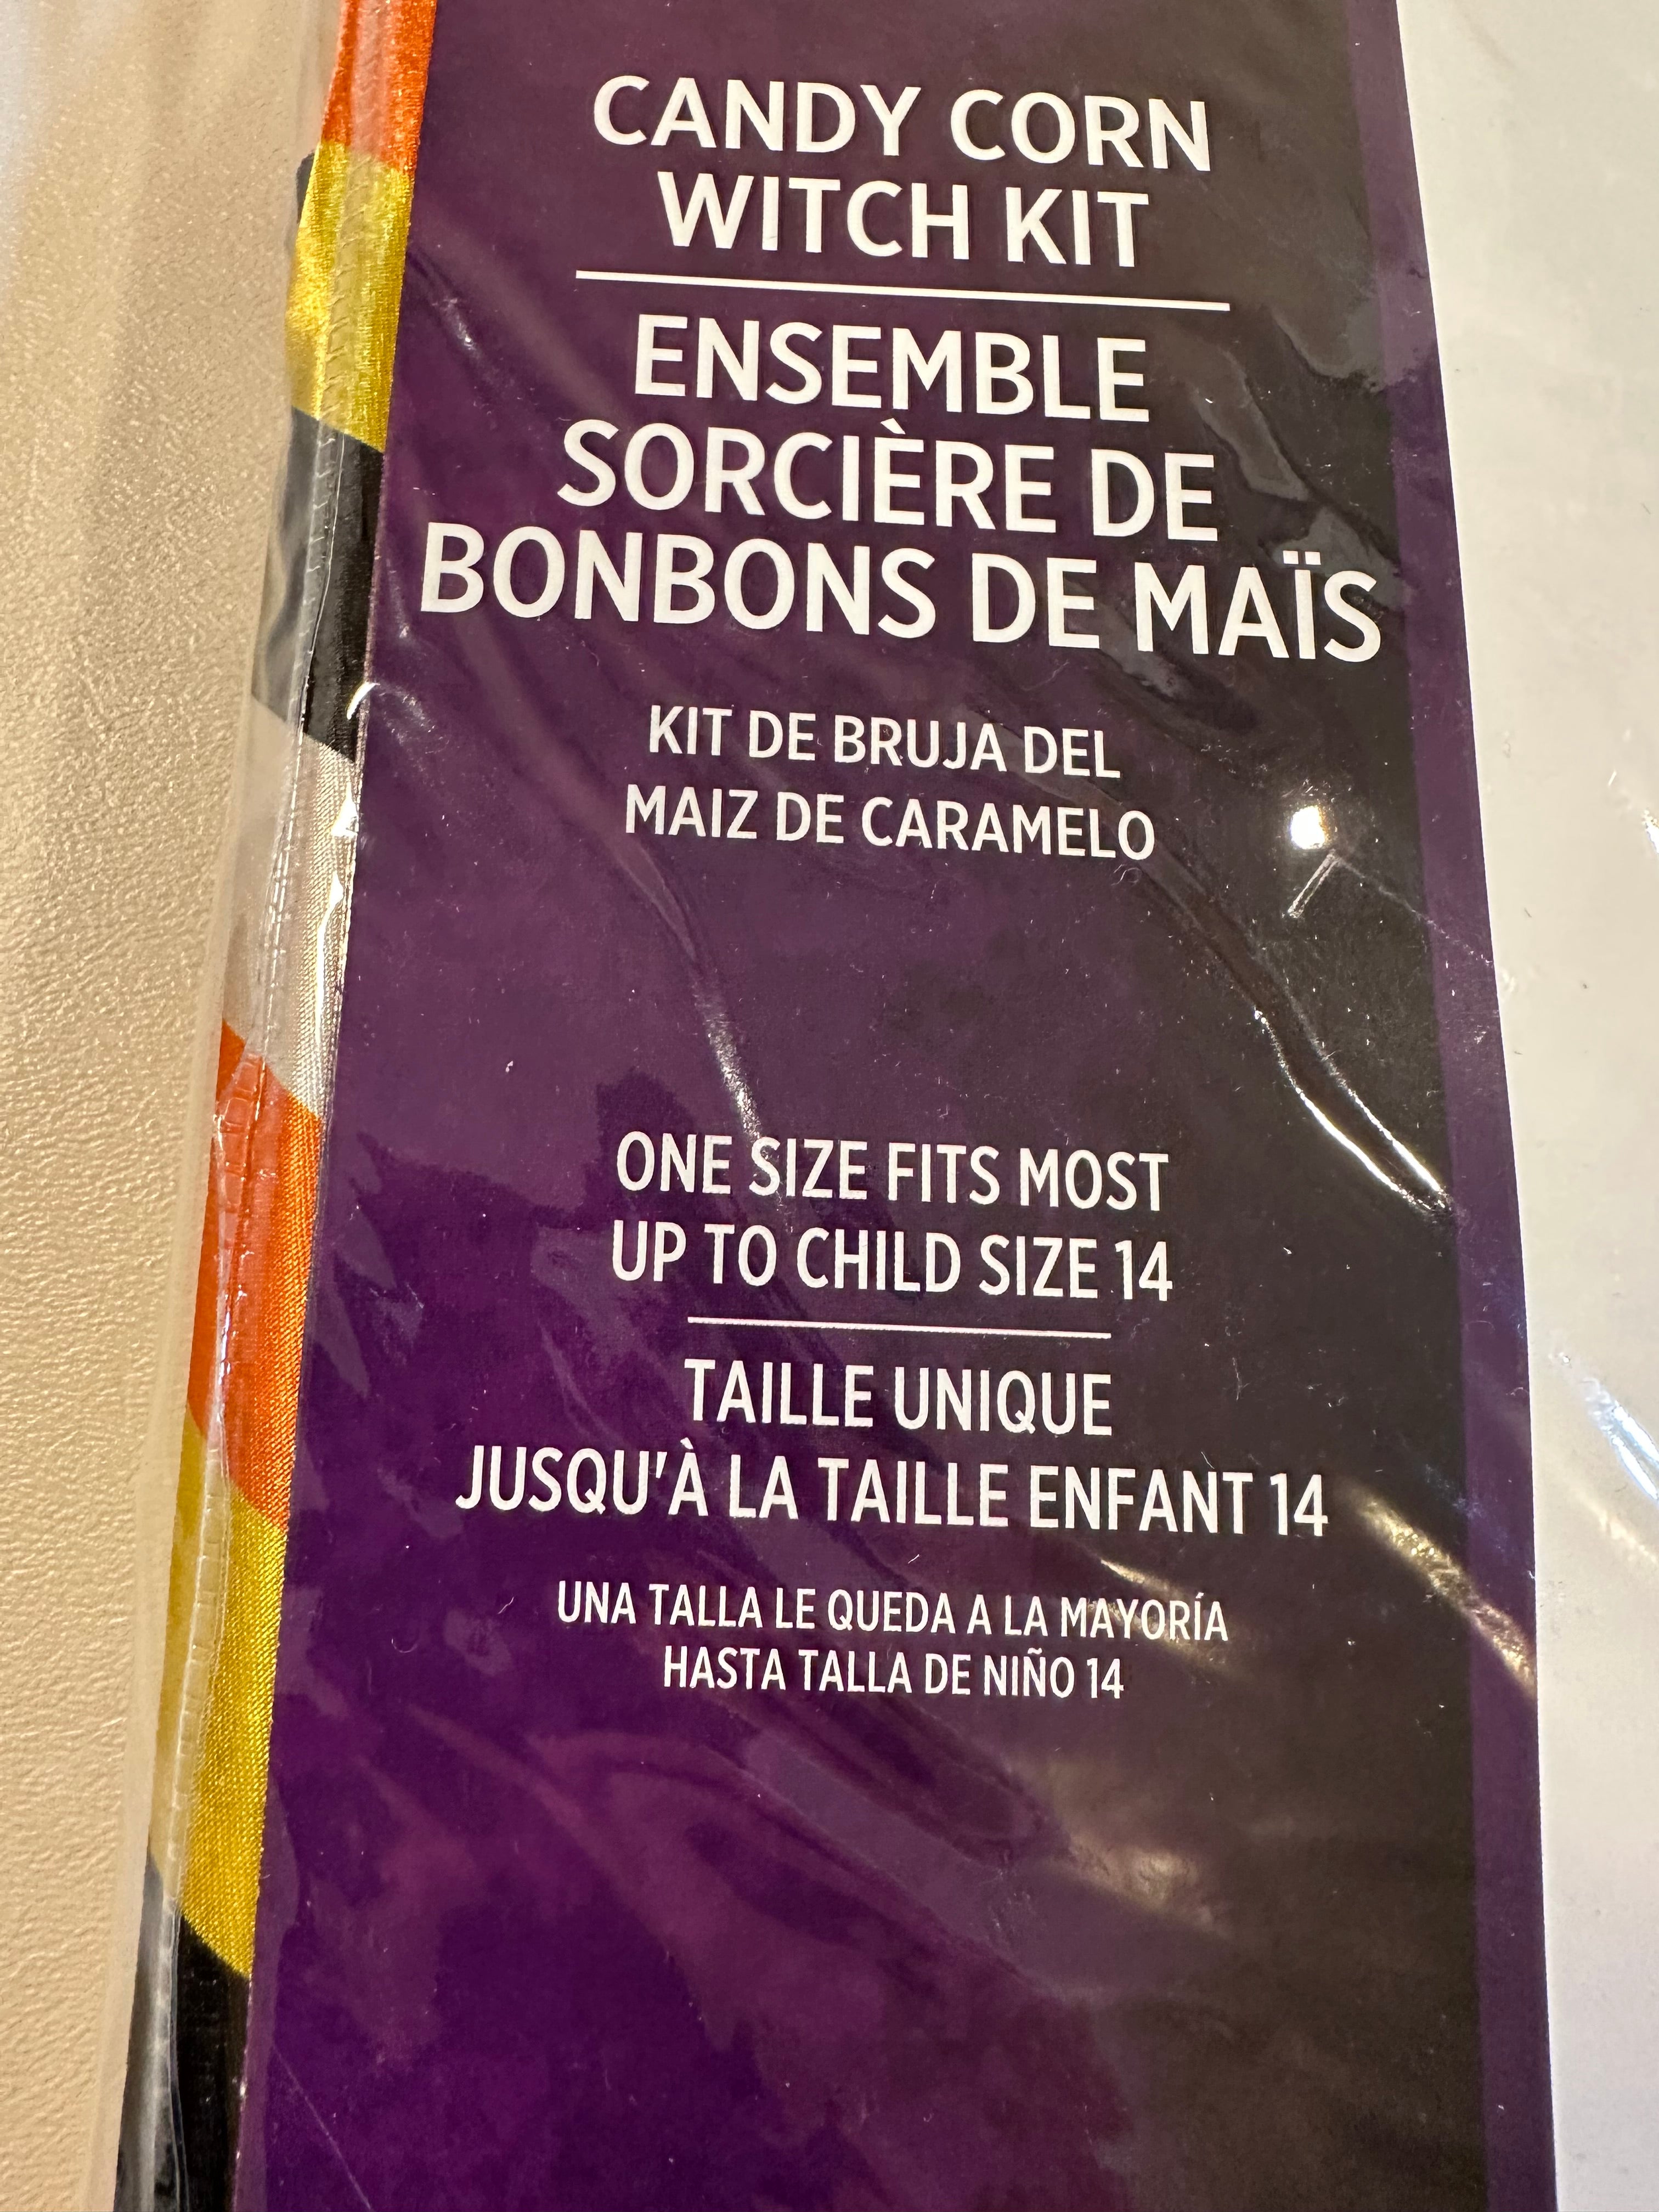 CANDY CORN
WITCH KIT
ENSEMBLE
SORCIÈRE DE
BONBONS DE MAÏS
KIT DE BRUJA DEL
MAIZ DE CARAMELO
ONE SIZE FITS MOST
UP TO CHILD SIZE 14
TAILLE UNIQUE
JUSQU'À LA TAILLE ENFANT 14
UNA TALLA LE QUEDA A LA MAYORÍA
HASTA TALLA DE NIÑO 14